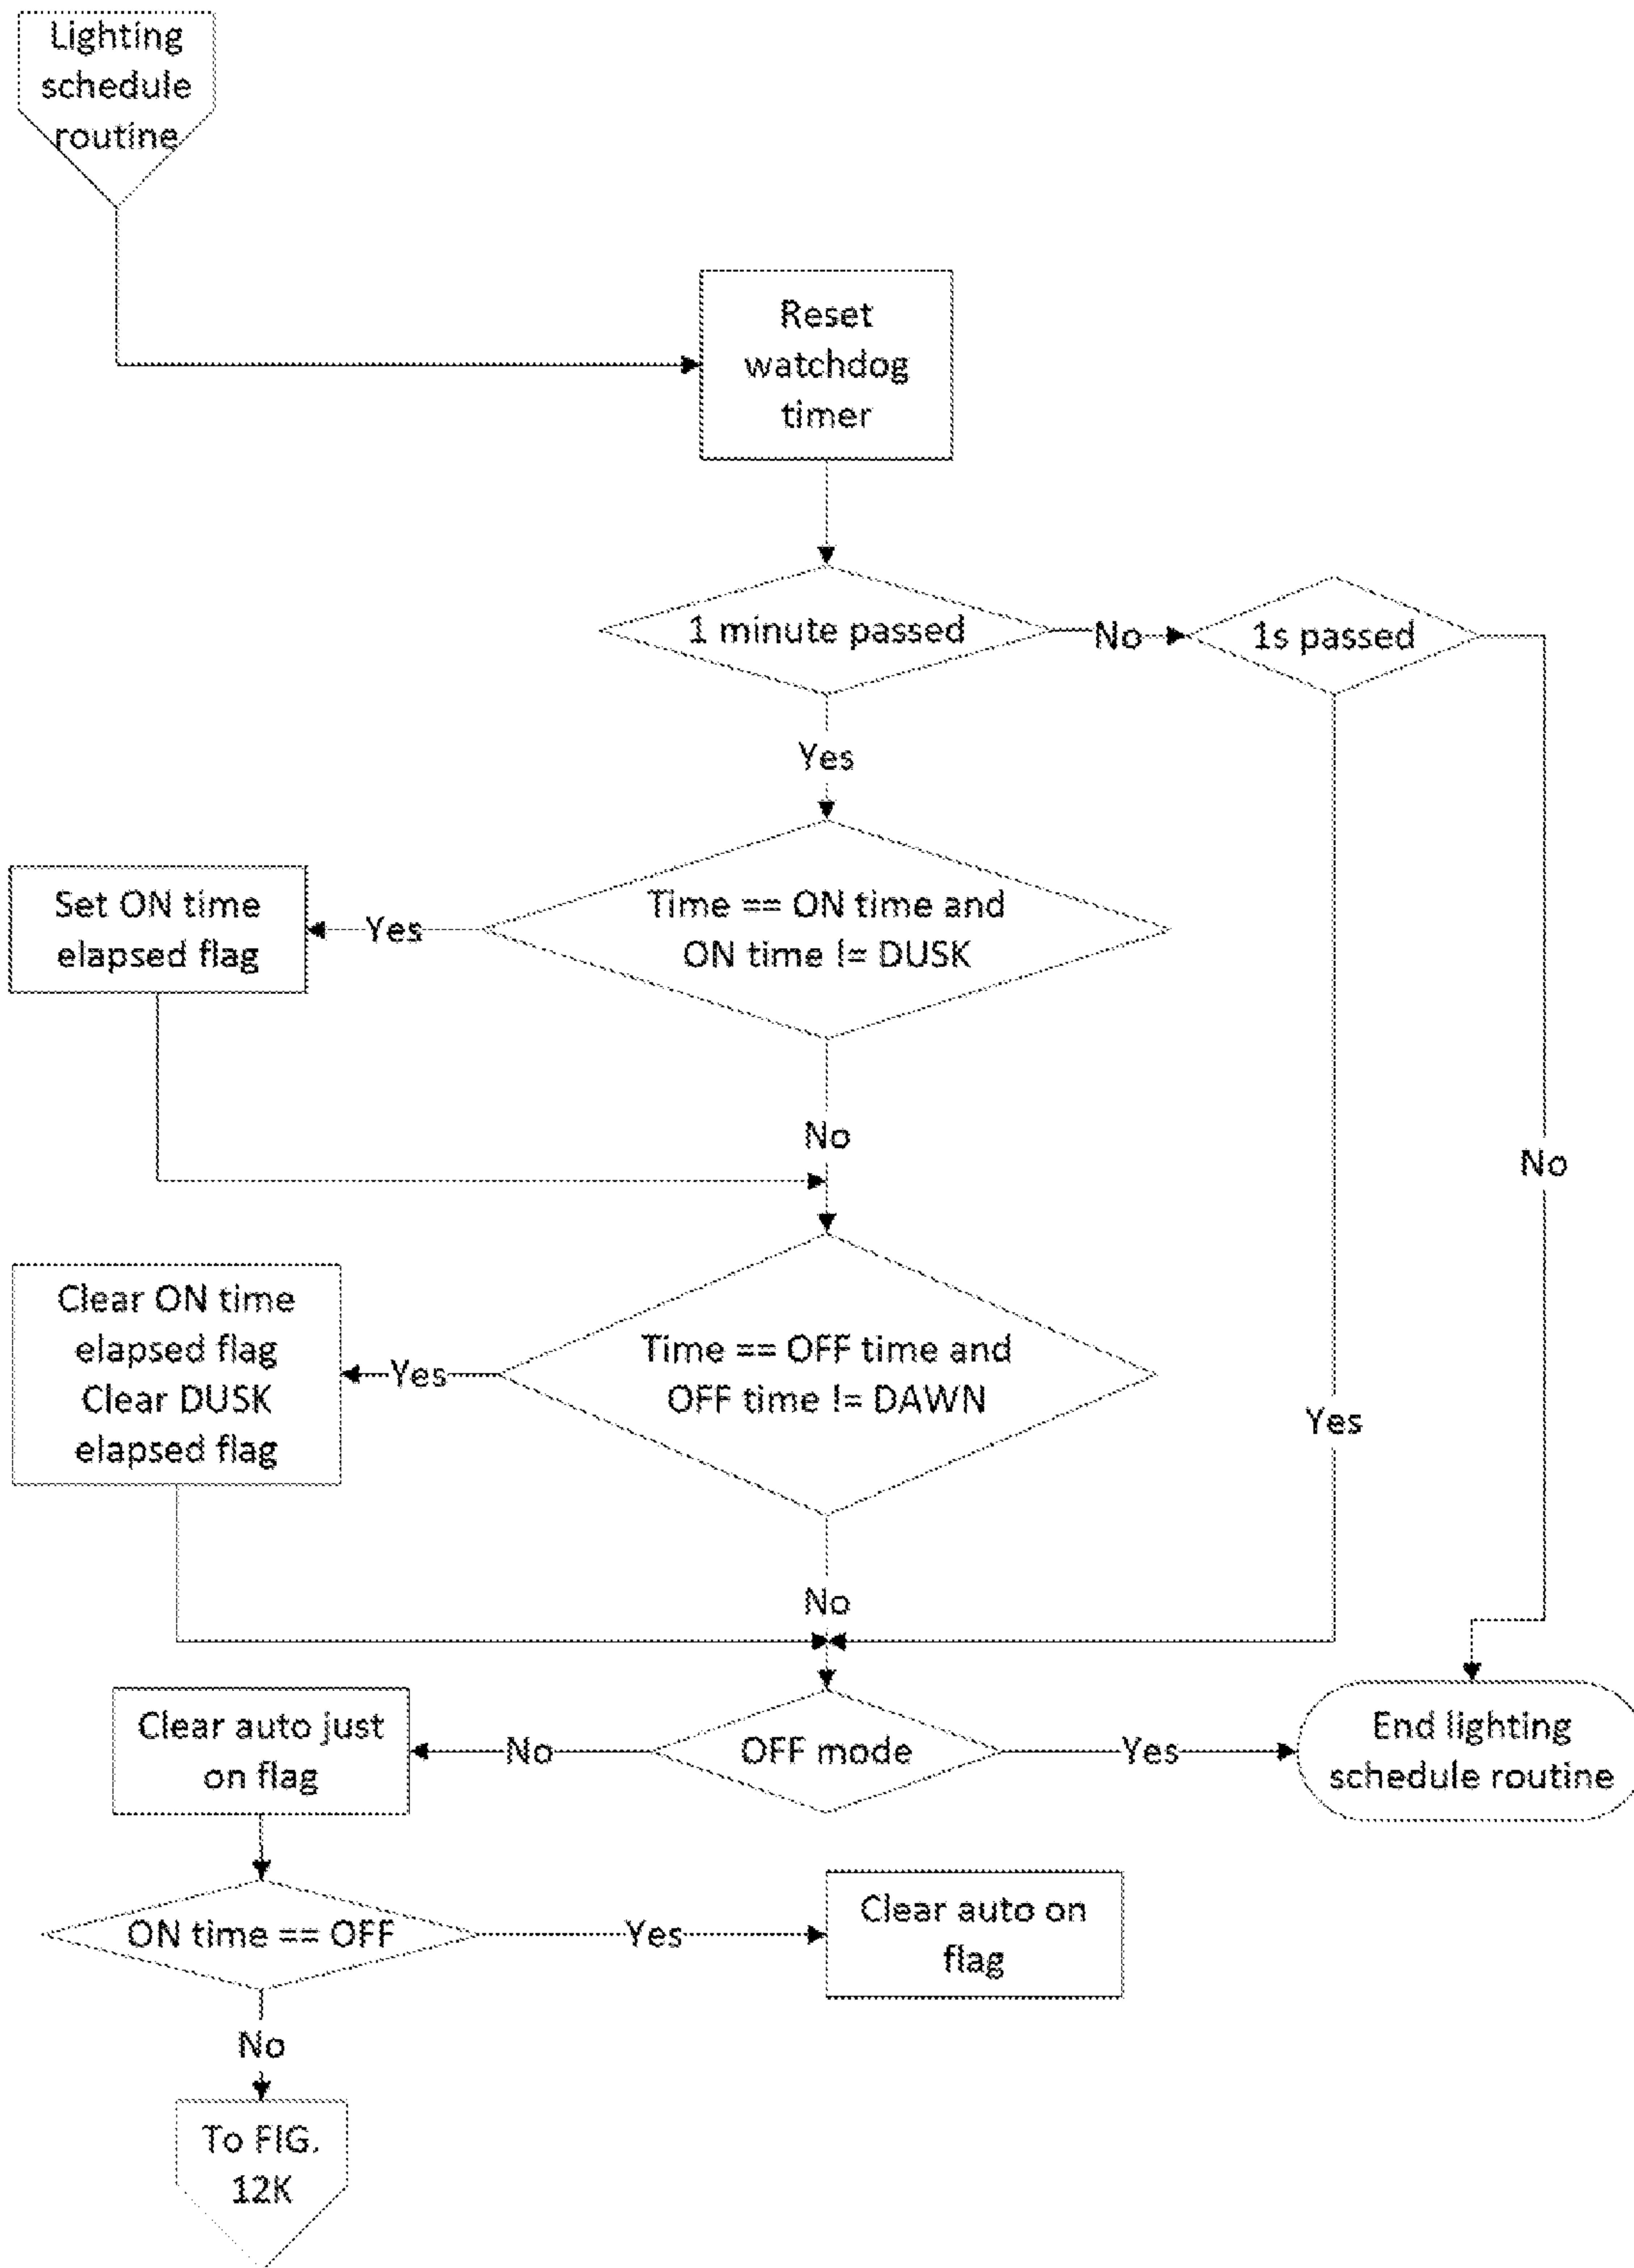 Lighting
schedule
routine
Reset
watchdog
timer
1 minute passed
No
1s passed
Yes
No
Time == ON time and
ON time != DUSK
Yes
Set ON time
elapsed flag
No
Time == OFF time and
OFF time != DAWN
Yes
Clear ON time
elapsed flag
Clear DUSK
elapsed flag
Yes
No
OFF mode
No
Clear auto just
on flag
Yes
End lighting
schedule routine
ON time == OFF
Yes
Clear auto on
flag
No
To FIG.
12K